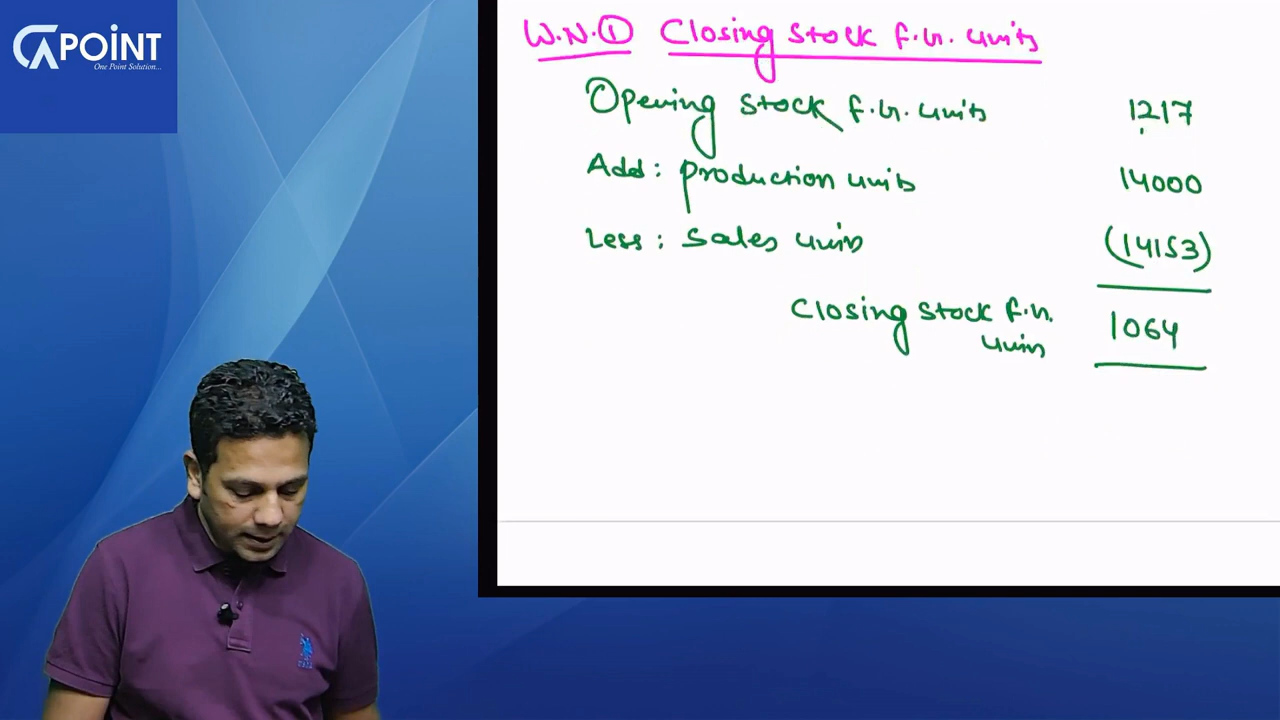 CAPOINT
One Point Solution...
W.N.① Closing Stock f.g. units
Opening Stock f.g. units 1217
Add: production units 14000
Less: Sales units (14153)
Closing Stock f.g. units 1064